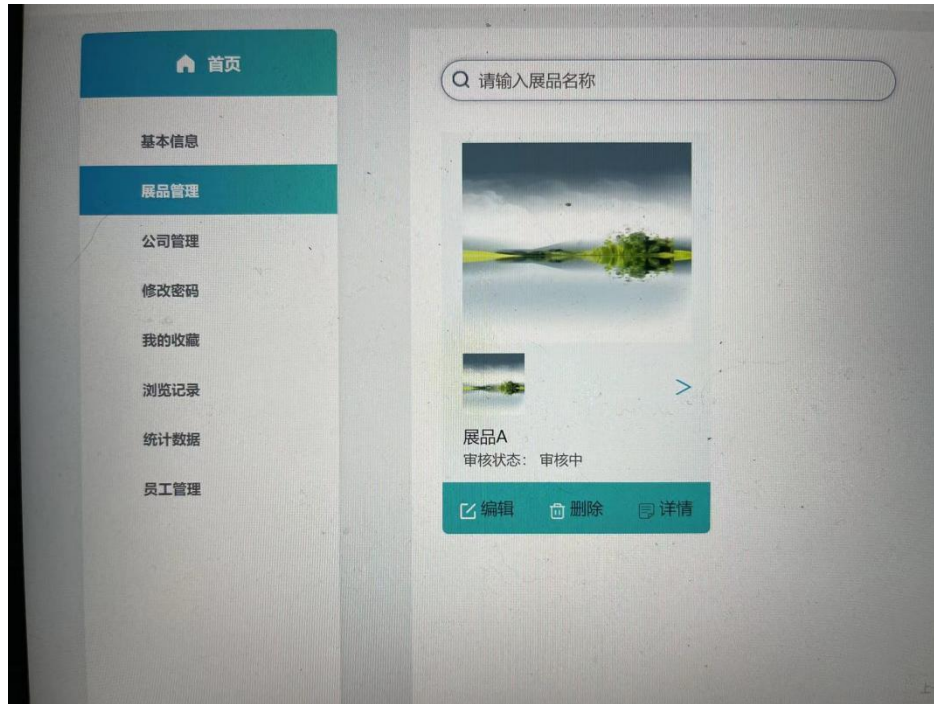 首页
基本信息
展品管理
公司管理
修改密码
我的收藏
浏览记录
统计数据
员工管理
请输入展品名称
展品A
审核状态： 审核中
编辑 删除 详情
上